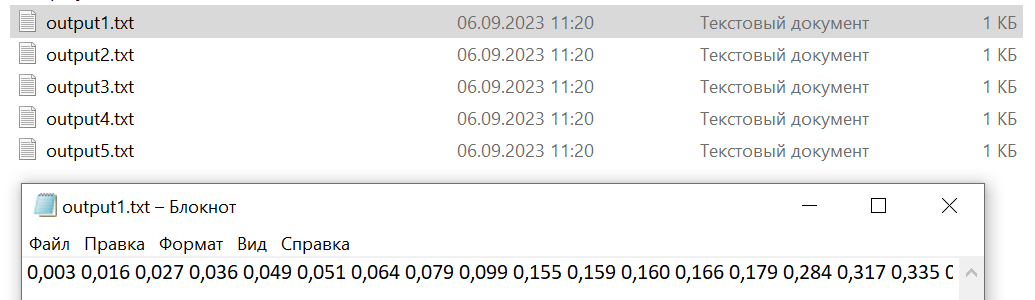 output1.txt 06.09.2023 11:20 Текстовый документ 1 КБ
output2.txt 06.09.2023 11:20 Текстовый документ 1 КБ
output3.txt 06.09.2023 11:20 Текстовый документ 1 КБ
output4.txt 06.09.2023 11:20 Текстовый документ 1 КБ
output5.txt 06.09.2023 11:20 Текстовый документ 1 КБ
output1.txt – Блокнот
Файл Правка Формат Вид Справка
0,003 0,016 0,027 0,036 0,049 0,051 0,064 0,079 0,099 0,155 0,159 0,160 0,166 0,179 0,284 0,317 0,335